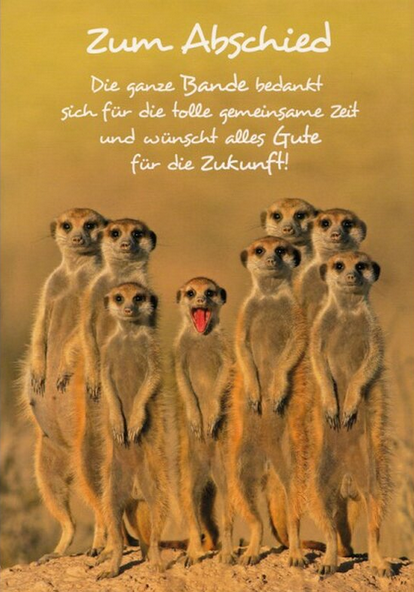 Zum Abschied
Die ganze Bande bedankt
sich für die tolle gemeinsame Zeit
und wünscht alles Gute
für die Zukunft!